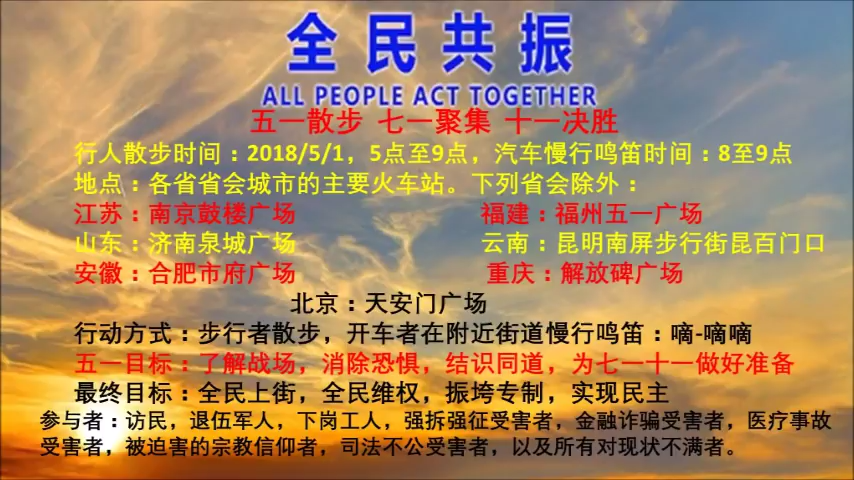 全民共振
ALL PEOPLE ACT TOGETHER
五一散步 七一聚集 十一决胜
行人散步时间：2018/5/1，5点至9点，汽车慢行鸣笛时间：8至9点
地点：各省省会城市的主要火车站。下列省会除外：
江苏：南京鼓楼广场 福建：福州五一广场
山东：济南泉城广场 云南：昆明南屏步行街昆百门口
安徽：合肥市府广场 重庆：解放碑广场
北京：天安门广场
行动方式：步行者散步，开车者在附近街道慢行鸣笛：嘀-嘀嘀
五一目标：了解战场，消除恐惧，结识同道，为七一十一做好准备
最终目标：全民上街，全民维权，振垮专制，实现民主
参与者：访民，退伍军人，下岗工人，强拆强征受害者，金融诈骗受害者，医疗事故
受害者，被迫害的宗教信仰者，司法不公受害者，以及所有对现状不满者。